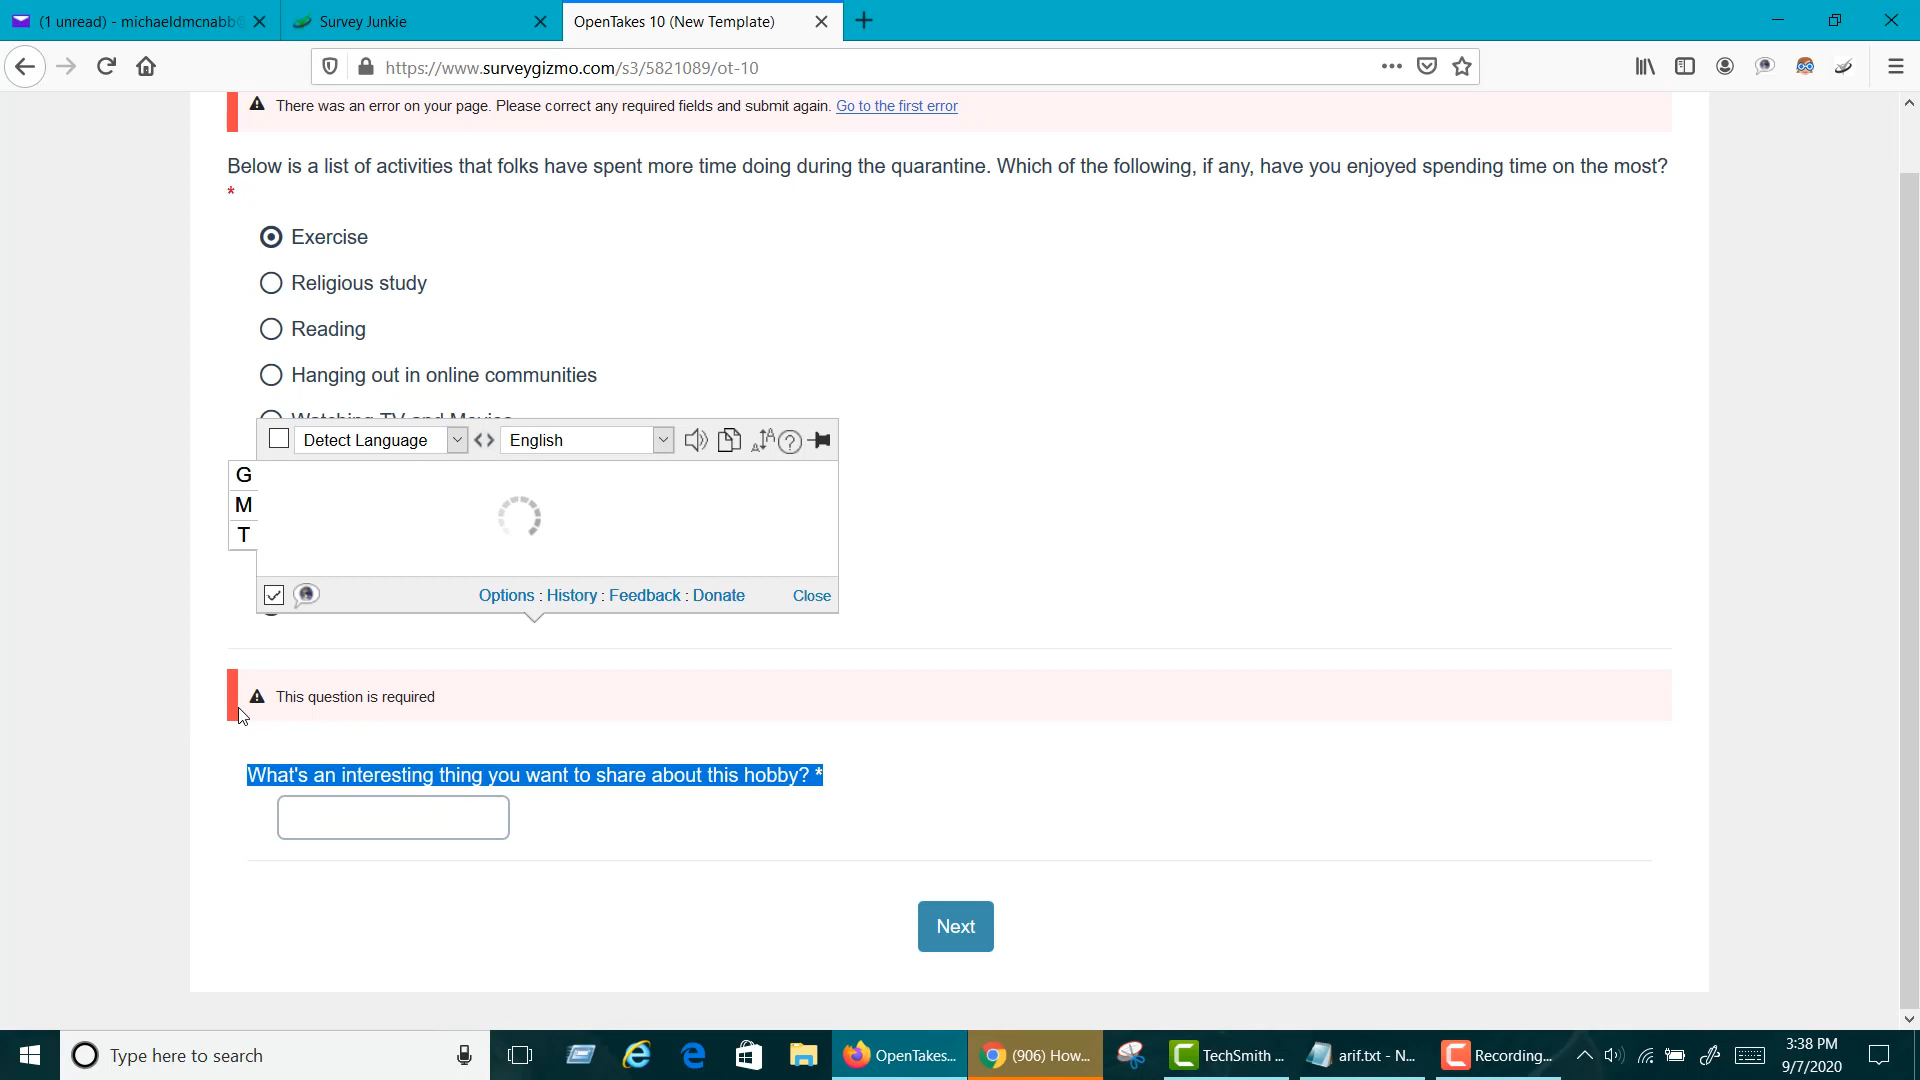 (1 unread) - michaeldmcnabb@
Survey Junkie
OpenTakes 10 (New Template)
https://www.surveygizmo.com/s3/5821089/ot-10
There was an error on your page. Please correct any required fields and submit again. Go to the first error
Below is a list of activities that folks have spent more time doing during the quarantine. Which of the following, if any, have you enjoyed spending time on the most?
*
Exercise
Religious study
Reading
Hanging out in online communities
Watching TV and Movies
Detect Language
English
G
M
T
Options : History : Feedback : Donate
Close
This question is required
What's an interesting thing you want to share about this hobby? *
Next
Type here to search
OpenTakes...
(906) How...
TechSmith ...
arif.txt - N...
Recording...
3:38 PM
9/7/2020